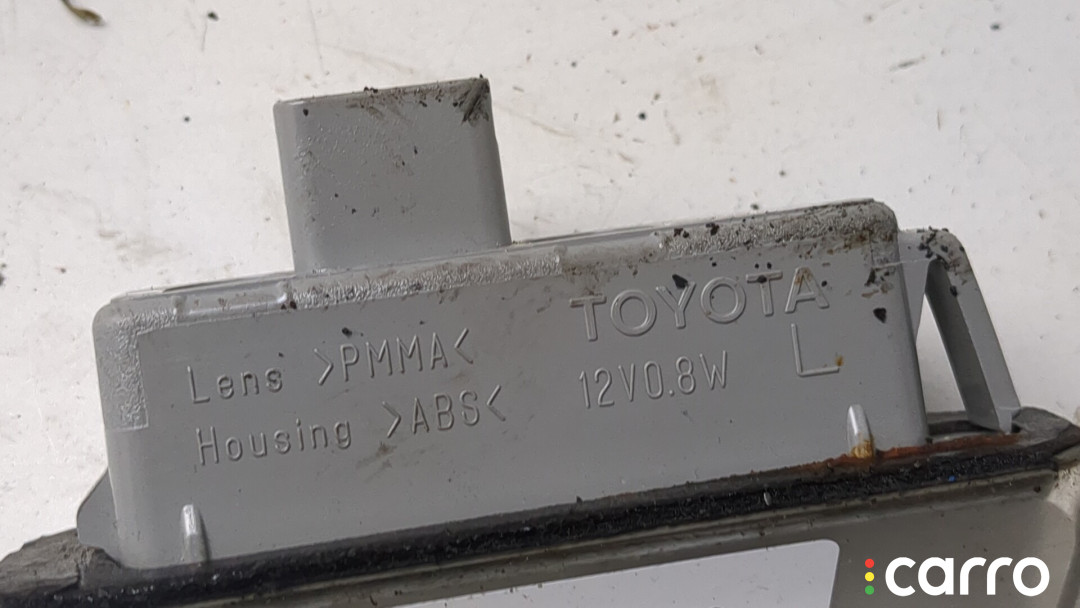 TOYOTA
Lens >PMMA< 12V0.8W L
Housing >ABS<
carro